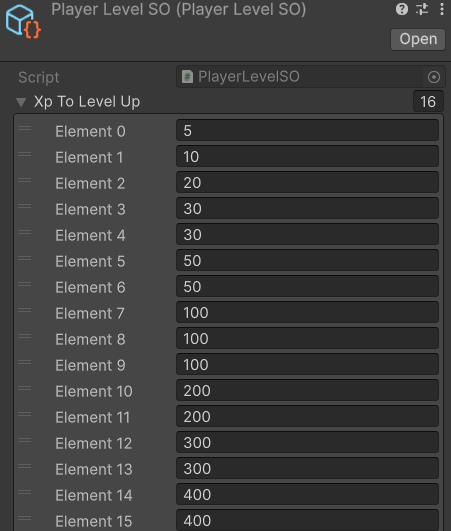 Player Level SO (Player Level SO)
Open
Script PlayerLevelSO
Xp To Level Up 16
Element 0 5
Element 1 10
Element 2 20
Element 3 30
Element 4 30
Element 5 50
Element 6 50
Element 7 100
Element 8 100
Element 9 100
Element 10 200
Element 11 200
Element 12 300
Element 13 300
Element 14 400
Element 15 400